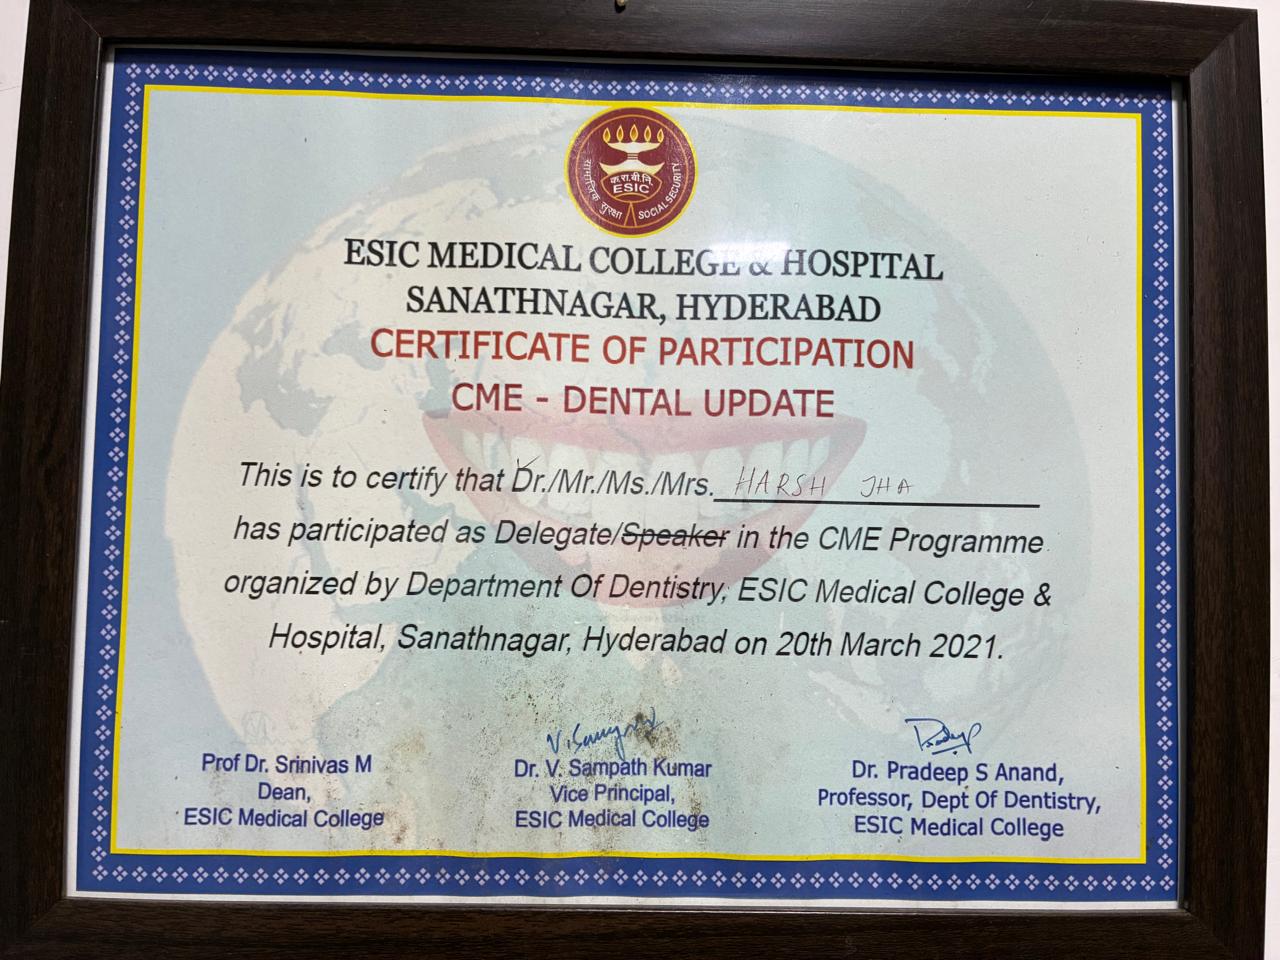 सामाजिक सुरक्षा
क.रा.बी.नि.
ESIC
SOCIAL SECURITY
ESIC MEDICAL COLLEGE & HOSPITAL
SANATHNAGAR, HYDERABAD
CERTIFICATE OF PARTICIPATION
CME - DENTAL UPDATE
This is to certify that Dr./Mr./Ms./Mrs. HARSH JHA
has participated as Delegate/Speaker in the CME Programme
organized by Department Of Dentistry, ESIC Medical College &
Hospital, Sanathnagar, Hyderabad on 20th March 2021.
Prof Dr. Srinivas M
Dean,
ESIC Medical College
Dr. V. Sampath Kumar
Vice Principal,
ESIC Medical College
Pradeep
Dr. Pradeep S Anand,
Professor, Dept Of Dentistry,
ESIC Medical College